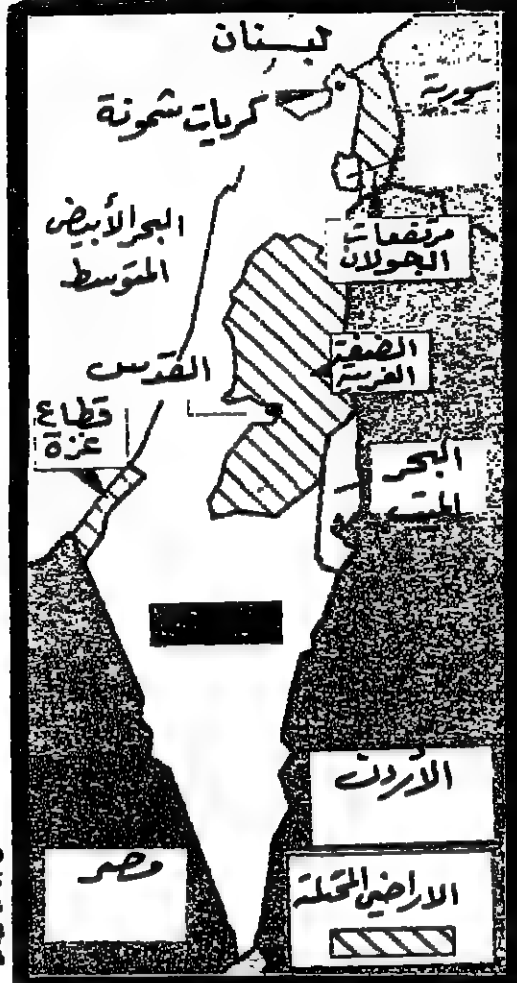 لبنان
سورية
كريات شمونة
البحر الأبيض
المتوسط
مرتفعات
الجولان
الضفة
الغربية
القدس
قطاع
غزة
البحر
الميت
الأردن
مصر
الاراضي المحتلة